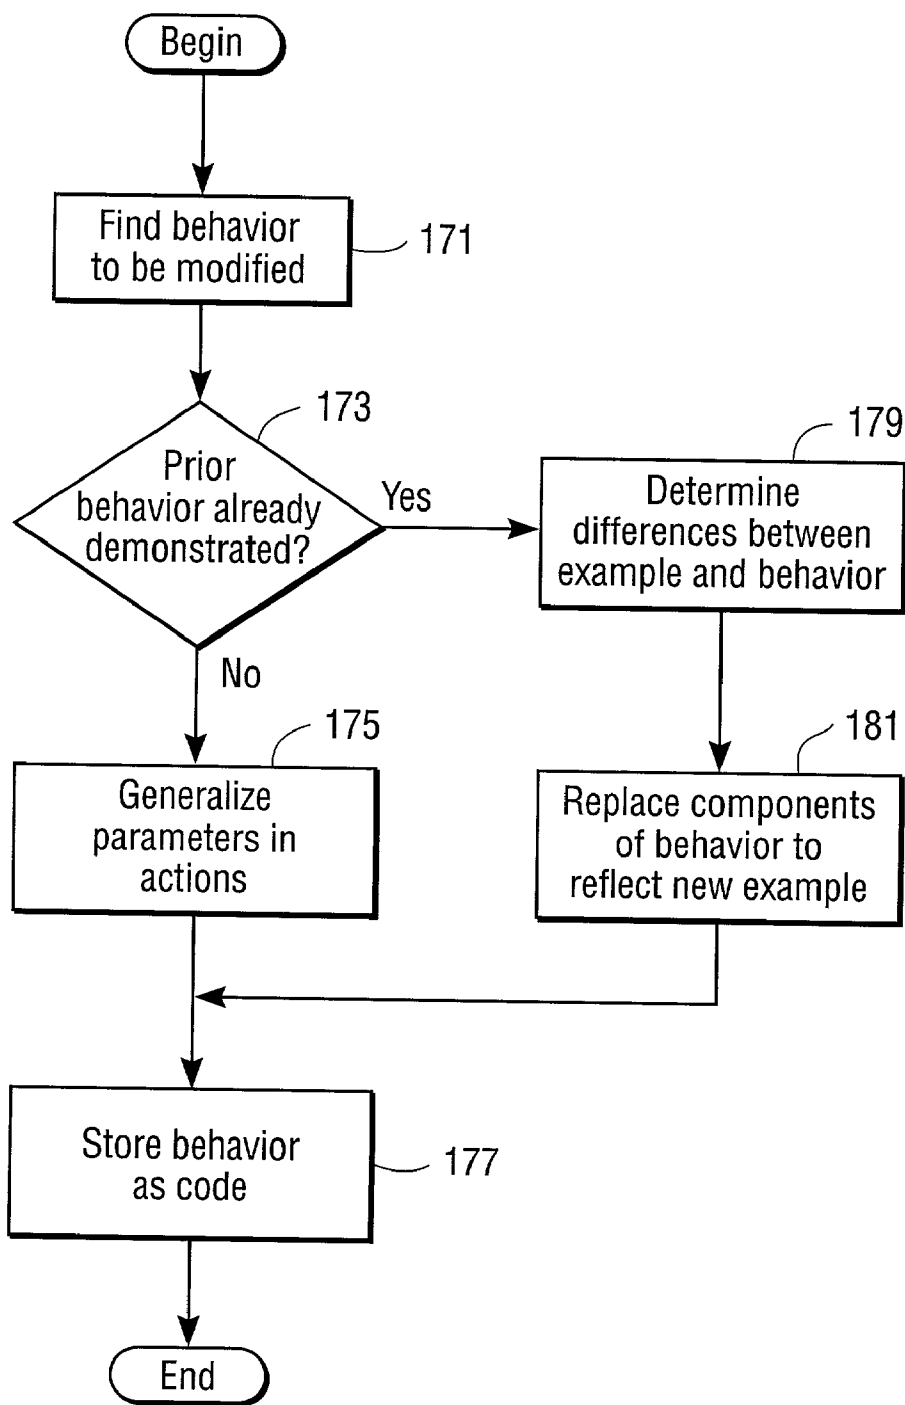 Begin
Find behavior
to be modified
171
173
Prior
behavior already
demonstrated?
Yes
No
179
Determine
differences between
example and behavior
175
Generalize
parameters in
actions
181
Replace components
of behavior to
reflect new example
Store behavior
as code
177
End